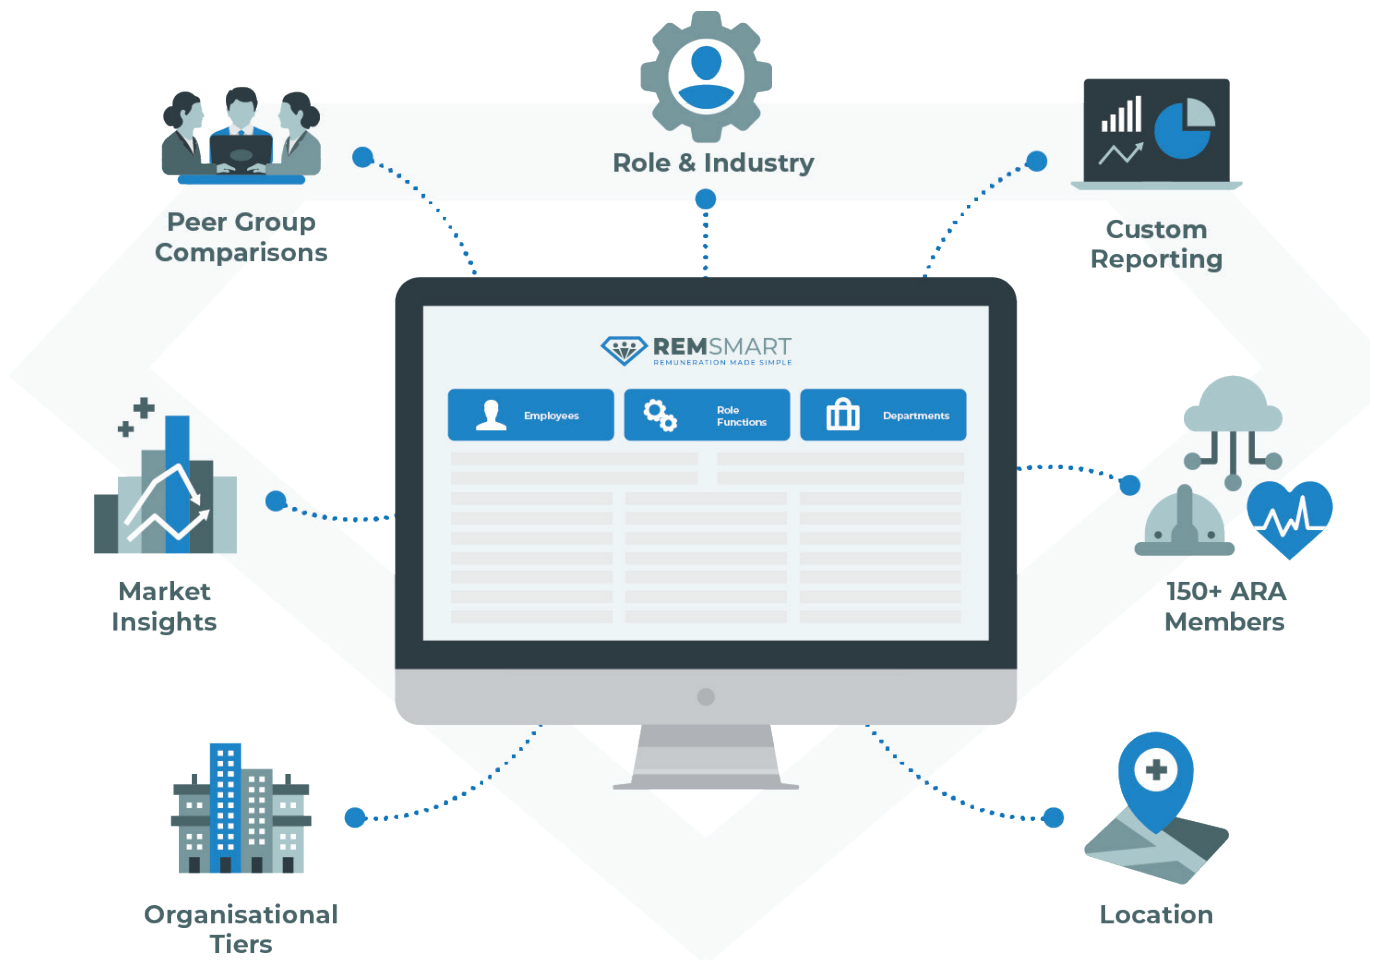 Role & Industry
Peer Group
Comparisons
Custom
Reporting
REMSMART
REMUNERATION MADE SIMPLE
Employees
Role
Functions
Departments
Market
Insights
150+ ARA
Members
Organisational
Tiers
Location